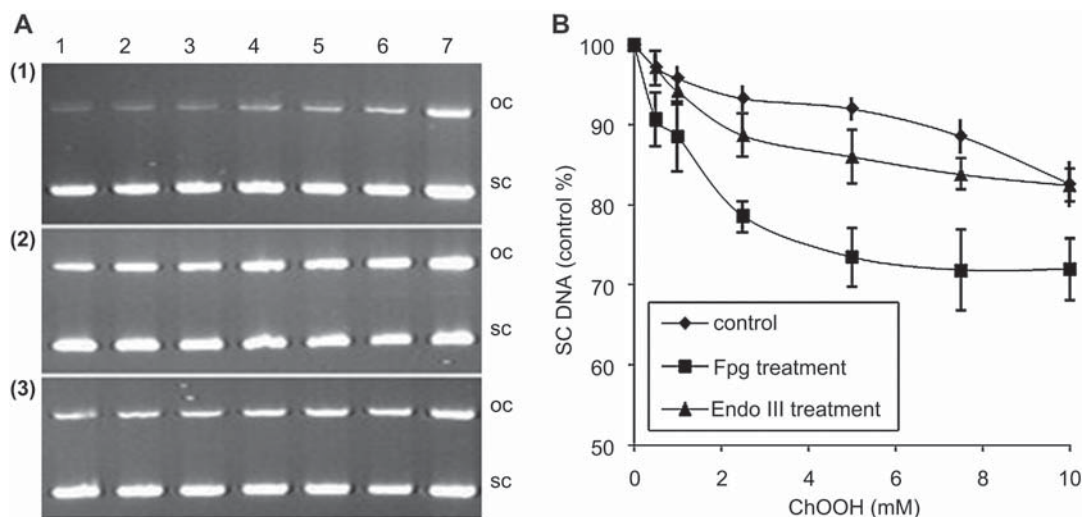 A
1 2 3 4 5 6 7
(1)
OC
SC
(2)
OC
SC
(3)
OC
SC
B
100
90
80
70
60
50
SC DNA (control %)
0 2 4 6 8 10
ChOOH (mM)
control
Fpg treatment
Endo III treatment